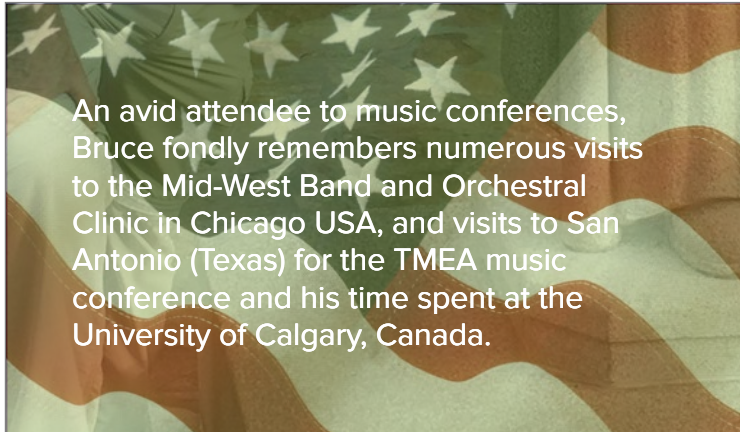 An avid attendee to music conferences,
Bruce fondly remembers numerous visits
to the Mid-West Band and Orchestral
Clinic in Chicago USA, and visits to San
Antonio (Texas) for the TMEA music
conference and his time spent at the
University of Calgary, Canada.